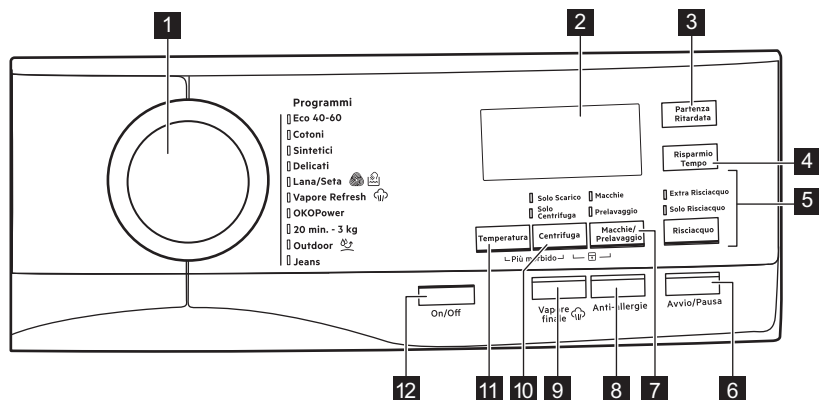 1
2
3
Programmi
Eco 40-60
Cotoni
Sintetici
Delicati
Lana/Seta
Vapore Refresh
OKOPower
20 min. - 3 kg
Outdoor
Jeans
Partenza
Ritardata
Risparmio
Tempo
4
5
Solo Scarico
Macchie
Solo
Centrifuga
Prelavaggio
Extra Risciacquo
Solo Risciacquo
Temperatura
Centrifuga
Macchie/
Prelavaggio
Risciacquo
Più morbido
On/Off
Vapore
finale
Anti-allergie
Avvio/Pausa
12
11
10
9
8
7
6